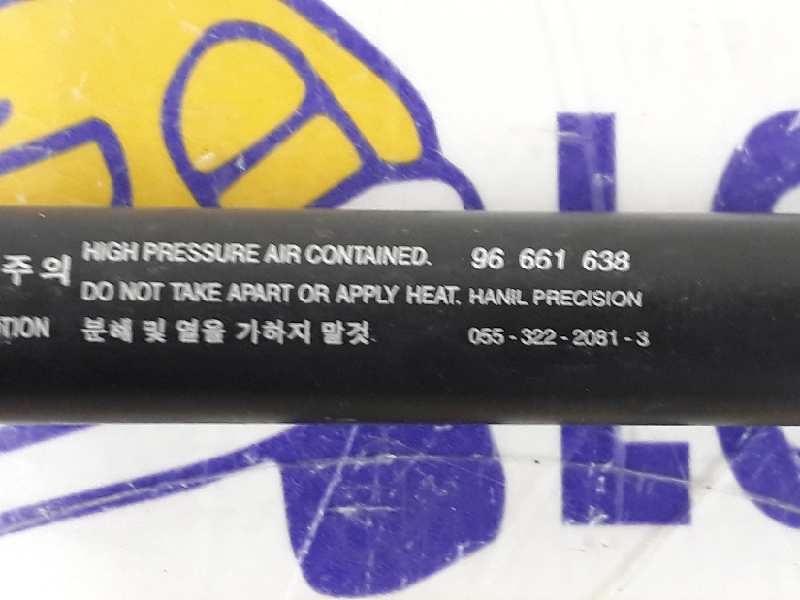 주의 HIGH PRESSURE AIR CONTAINED. 96 661 638
DO NOT TAKE APART OR APPLY HEAT. HANIL PRECISION
분해 및 열을 가하지 말것. 055-322-2081-3